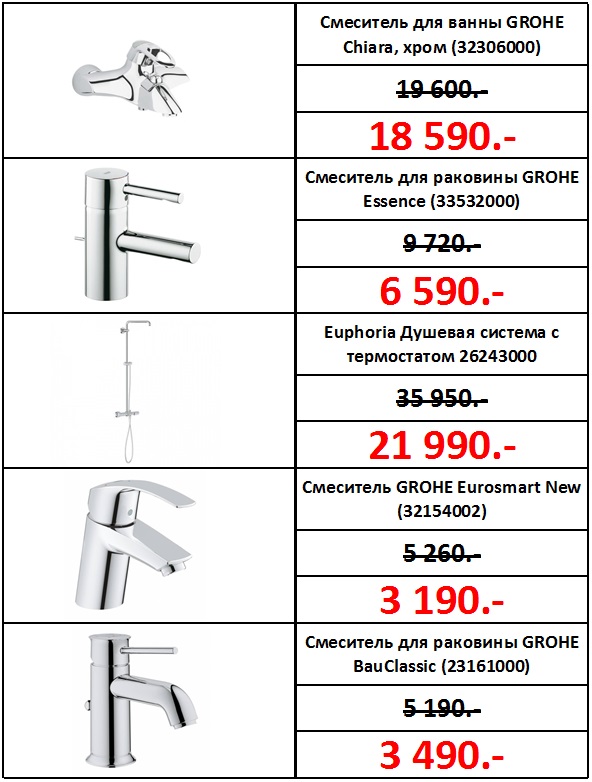 Смеситель для ванны GROHE
Chiara, хром (32306000)
19 600.-
18 590.-
Смеситель для раковины GROHE
Essence (33532000)
9 720.-
6 590.-
Euphoria Душевая система с
термостатом 26243000
35 950.-
21 990.-
Смеситель GROHE Eurosmart New
(32154002)
5 260.-
3 190.-
Смеситель для раковины GROHE
BauClassic (23161000)
5 190.-
3 490.-